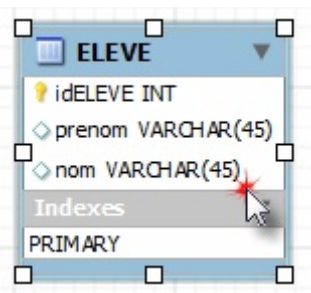 ELEVE
idELEVE INT
prenom VARCHAR(45)
nom VARCHAR(45)
Indexes
PRIMARY